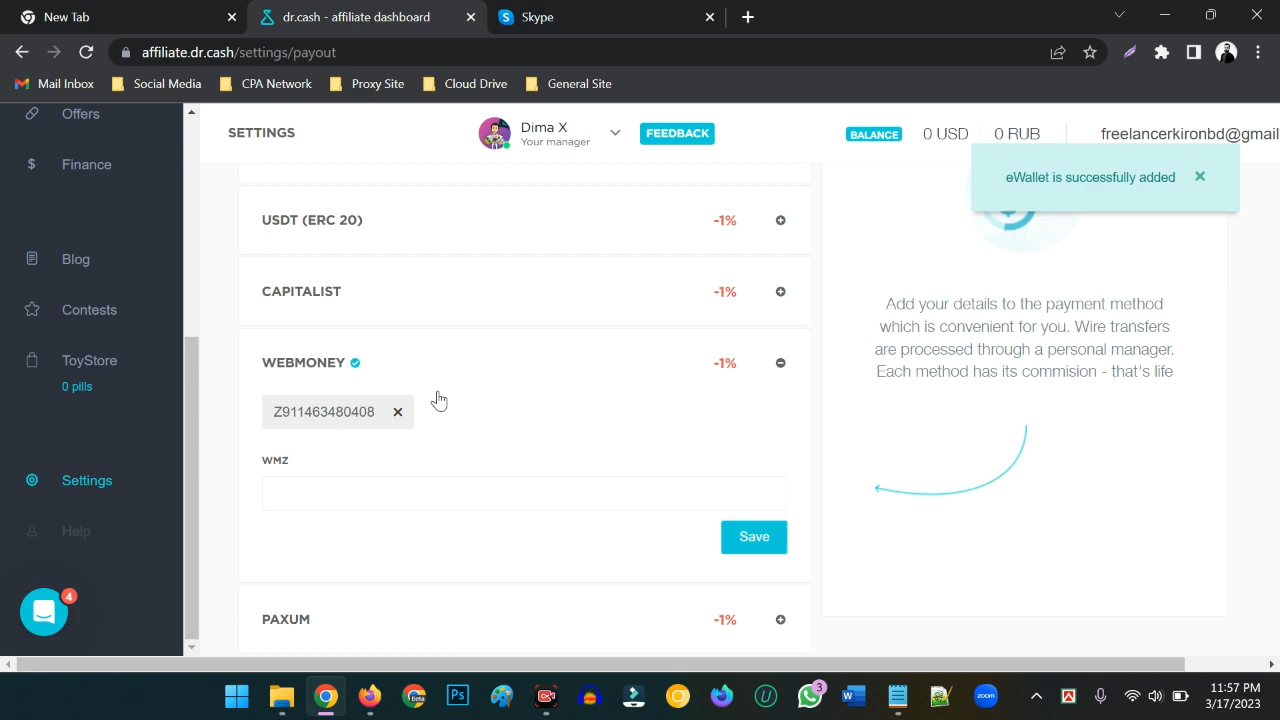 New Tab
dr.cash - affiliate dashboard
Skype
affiliate.dr.cash/settings/payout
Mail Inbox
Social Media
CPA Network
Proxy Site
Cloud Drive
General Site
Offers
Finance
Blog
Contests
ToyStore
0 pills
Settings
Help
4
SETTINGS
Dima X
Your manager
FEEDBACK
BALANCE
0 USD
0 RUB
freelancerkironbd@gmail
eWallet is successfully added
USDT (ERC 20)
-1%
CAPITALIST
-1%
WEBMONEY
-1%
Z911463480408
WMZ
Save
PAXUM
-1%
Add your details to the payment method
which is convenient for you. Wire transfers
are processed through a personal manager.
Each method has its commision - that's life
Beta
Ps
3
zoom
11:57 PM
3/17/2023